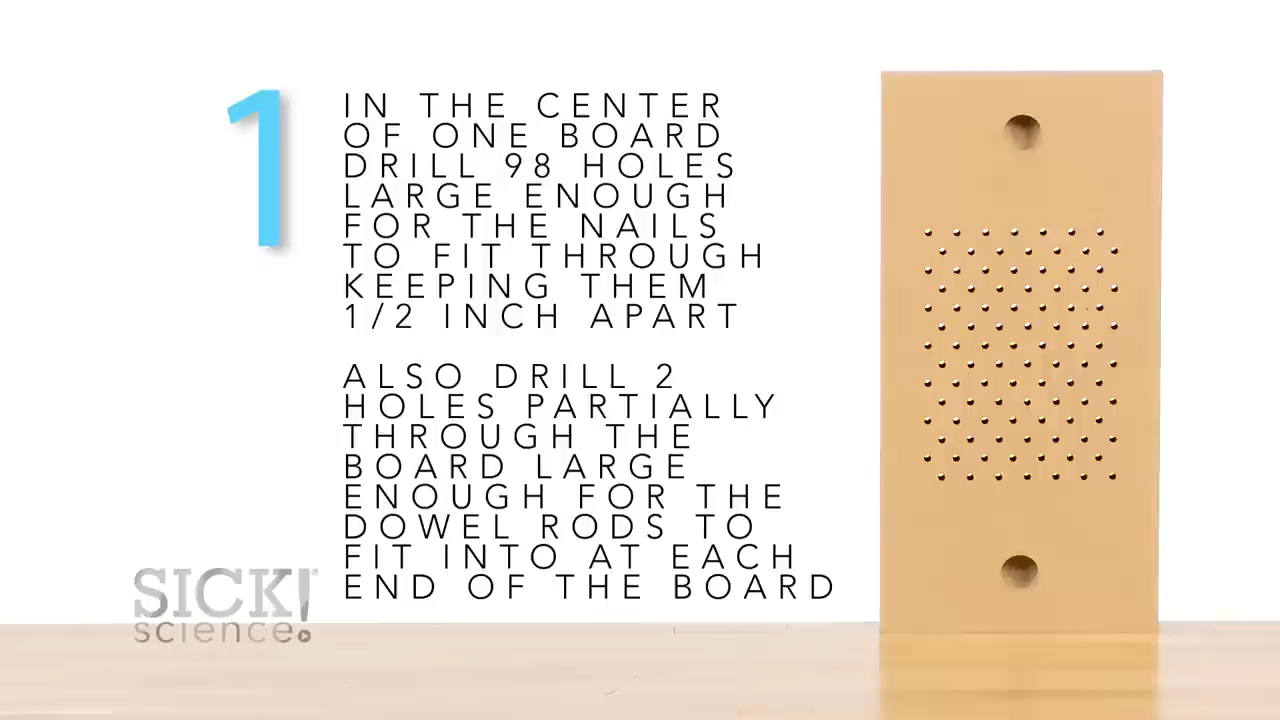 1
IN THE CENTER
OF ONE BOARD
DRILL 98 HOLES
LARGE ENOUGH
FOR THE NAILS
TO FIT THROUGH
KEEPING THEM
1/2 INCH APART
ALSO DRILL 2
HOLES PARTIALLY
THROUGH THE
BOARD LARGE
ENOUGH FOR THE
DOWEL RODS TO
FIT INTO AT EACH
END OF THE BOARD
SICK!®
science